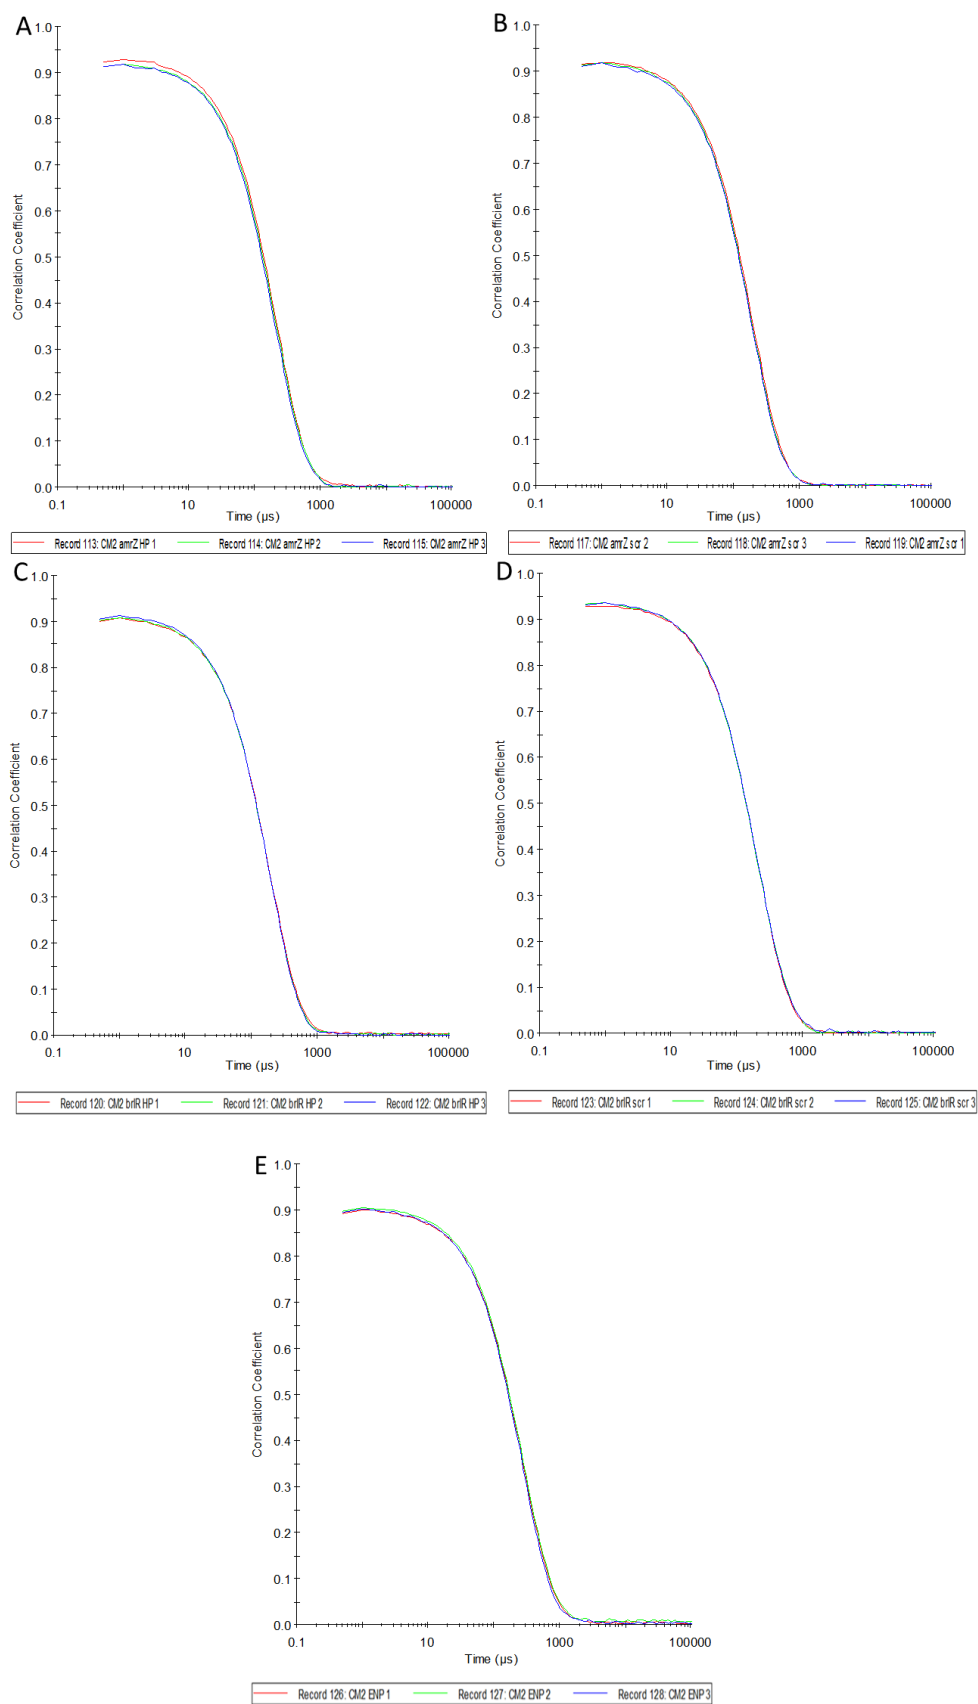 A
1.0
0.9
0.8
0.7
0.6
0.5
0.4
0.3
0.2
0.1
0.0
Correlation Coefficient
0.1 10 1000 100000
Time (µs)
Record 113: CM2 amrZ HP 1 Record 114: CM2 amrZ HP 2 Record 115: CM2 amrZ HP 3
B
1.0
0.9
0.8
0.7
0.6
0.5
0.4
0.3
0.2
0.1
0.0
Correlation Coefficient
0.1 10 1000 100000
Time (µs)
Record 117: CM2 amrZ scr 2 Record 118: CM2 amrZ scr 3 Record 119: CM2 amrZ scr 1
C
1.0
0.9
0.8
0.7
0.6
0.5
0.4
0.3
0.2
0.1
0.0
Correlation Coefficient
0.1 10 1000 100000
Time (µs)
Record 120: CM2 brlR HP 1 Record 121: CM2 brlR HP 2 Record 122: CM2 brlR HP 3
D
1.0
0.9
0.8
0.7
0.6
0.5
0.4
0.3
0.2
0.1
0.0
Correlation Coefficient
0.1 10 1000 100000
Time (µs)
Record 123: CM2 brlR scr 1 Record 124: CM2 brlR scr 2 Record 125: CM2 brlR scr 3
E
1.0
0.9
0.8
0.7
0.6
0.5
0.4
0.3
0.2
0.1
0.0
Correlation Coefficient
0.1 10 1000 100000
Time (µs)
Record 126: CM2 ENP 1 Record 127: CM2 ENP 2 Record 128: CM2 ENP 3